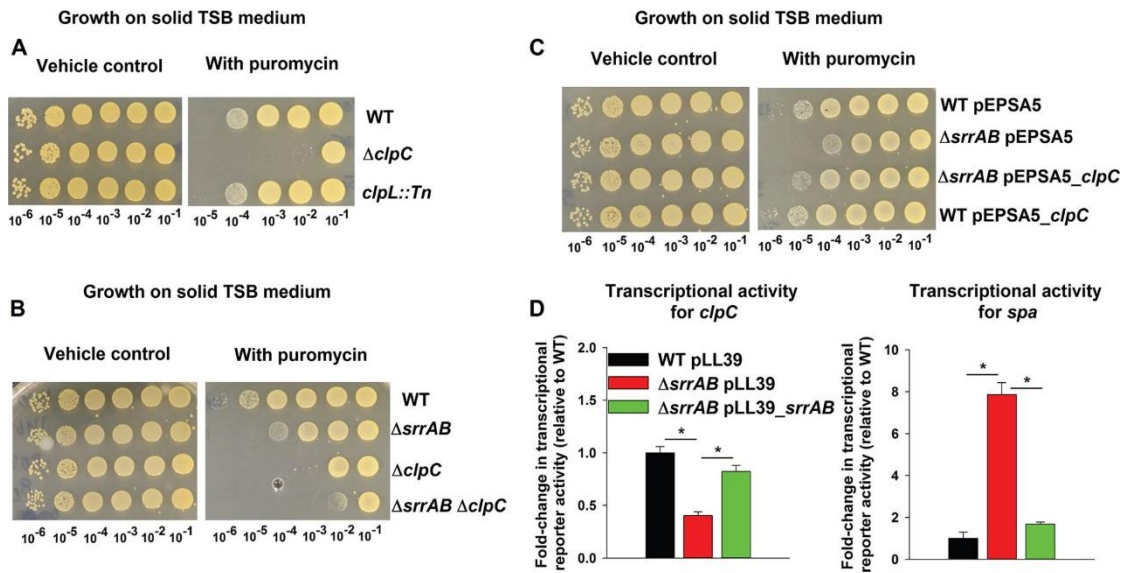 Growth on solid TSB medium
A
Vehicle control
With puromycin
WT
ΔclpC
clpL::Tn
10-6 10-5 10-4 10-3 10-2 10-1
10-5 10-4 10-3 10-2 10-1
Growth on solid TSB medium
B
Vehicle control
With puromycin
WT
ΔsrrAB
ΔclpC
ΔsrrAB ΔclpC
10-6 10-5 10-4 10-3 10-2 10-1
10-6 10-5 10-4 10-3 10-2 10-1
Growth on solid TSB medium
C
Vehicle control
With puromycin
WT pEPSA5
ΔsrrAB pEPSA5
ΔsrrAB pEPSA5_clpC
WT pEPSA5_clpC
10-6 10-5 10-4 10-3 10-2 10-1
10-6 10-5 10-4 10-3 10-2 10-1
D
Transcriptional activity
for clpC
Fold-change in transcriptional
reporter activity (relative to WT)
2.0
1.5
1.0
0.5
0.0
WT pLL39
ΔsrrAB pLL39
ΔsrrAB pLL39_srrAB
*
*
Transcriptional activity
for spa
Fold-change in transcriptional
reporter activity (relative to WT)
10
8
6
4
2
0
*
*